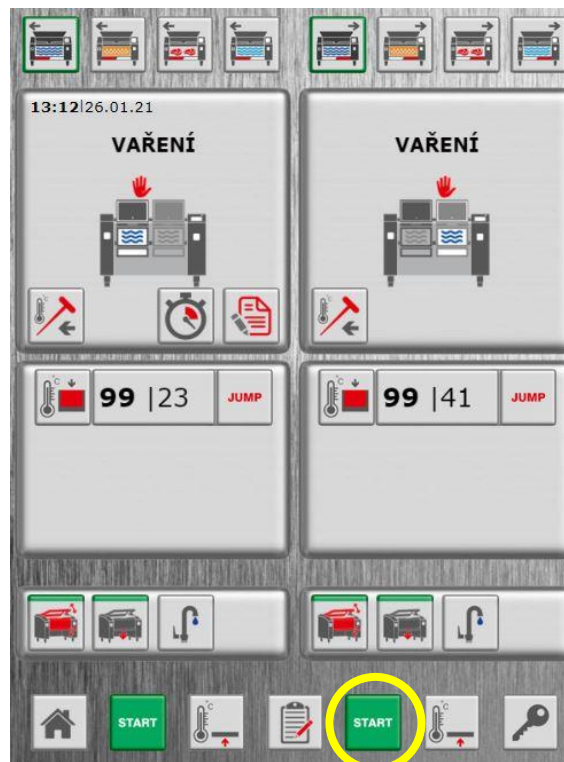 13:12|26.01.21
VAŘENÍ
VAŘENÍ
°C
°C
°C 99 |23 JUMP
°C 99 |41 JUMP
START
°C
START
°C